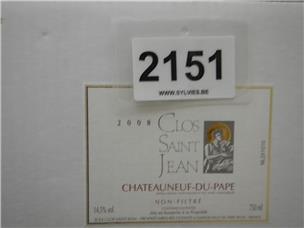 2151
WWW.SYLVIES.BE
2008
CLOS
SAINT
JEAN
CHATEAUNEUF-DU-PAPE
NON-FILTRÉ
14,5% vol
750 ml